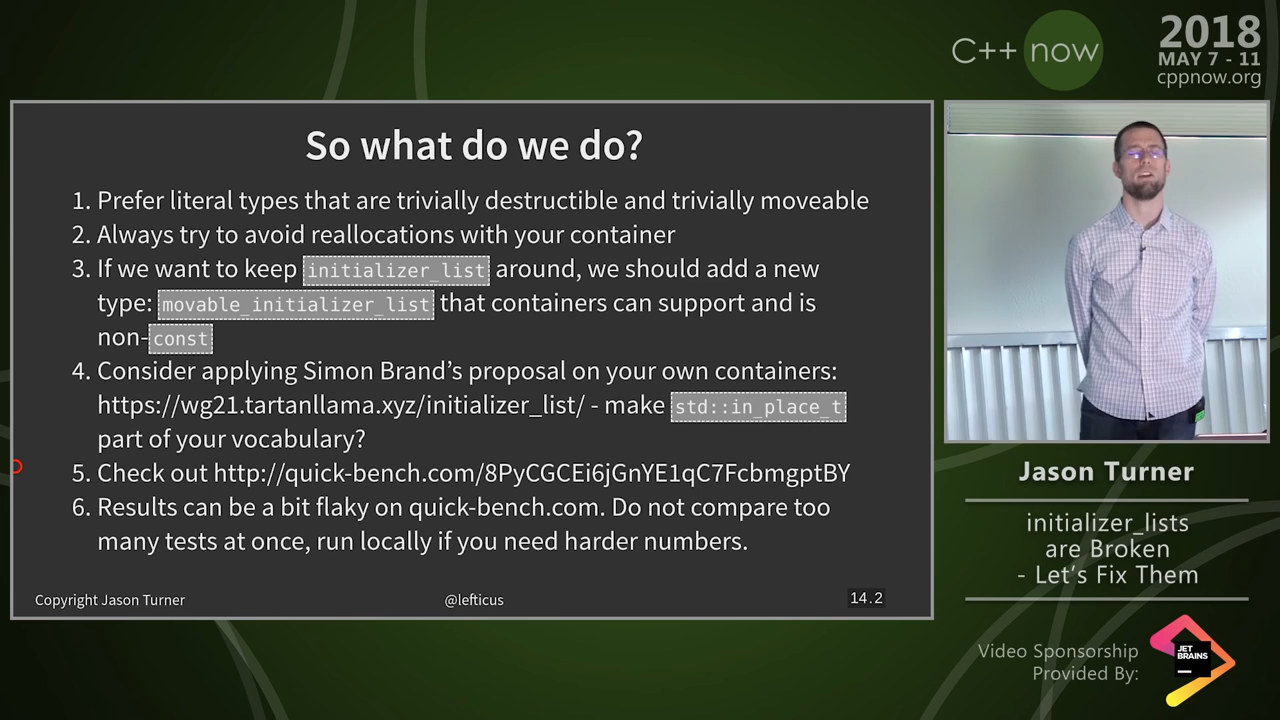 C++ now
2018
MAY 7 - 11
cppnow.org
So what do we do?
1. Prefer literal types that are trivially destructible and trivially moveable
2. Always try to avoid reallocations with your container
3. If we want to keep initializer_list around, we should add a new
type: movable_initializer_list that containers can support and is
non-const
4. Consider applying Simon Brand’s proposal on your own containers:
https://wg21.tartanllama.xyz/initializer_list/ - make std::in_place_t
part of your vocabulary?
5. Check out http://quick-bench.com/8PyCGCEi6jGnYE1qC7FcbmgptBY
6. Results can be a bit flaky on quick-bench.com. Do not compare too
many tests at once, run locally if you need harder numbers.
Copyright Jason Turner
@lefticus
14.2
Jason Turner
initializer_lists
are Broken
- Let’s Fix Them
Video Sponsorship
Provided By:
JET
BRAINS